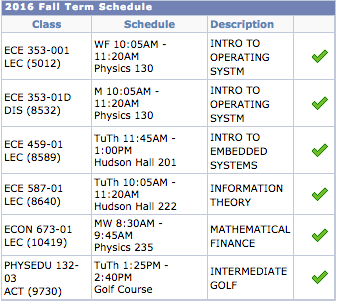 2016 Fall Term Schedule
Class Schedule Description
ECE 353-001
LEC (5012)
WF 10:05AM -
11:20AM
Physics 130
INTRO TO
OPERATING
SYSTM
ECE 353-01D
DIS (8532)
M 10:05AM -
11:20AM
Physics 130
INTRO TO
OPERATING
SYSTM
ECE 459-01
LEC (8589)
TuTh 11:45AM -
1:00PM
Hudson Hall 201
INTRO TO
EMBEDDED
SYSTEMS
ECE 587-01
LEC (8640)
TuTh 10:05AM -
11:20AM
Hudson Hall 222
INFORMATION
THEORY
ECON 673-01
LEC (10419)
MW 8:30AM -
9:45AM
Physics 235
MATHEMATICAL
FINANCE
PHYSEDU 132-
03
ACT (9730)
TuTh 1:25PM -
2:40PM
Golf Course
INTERMEDIATE
GOLF